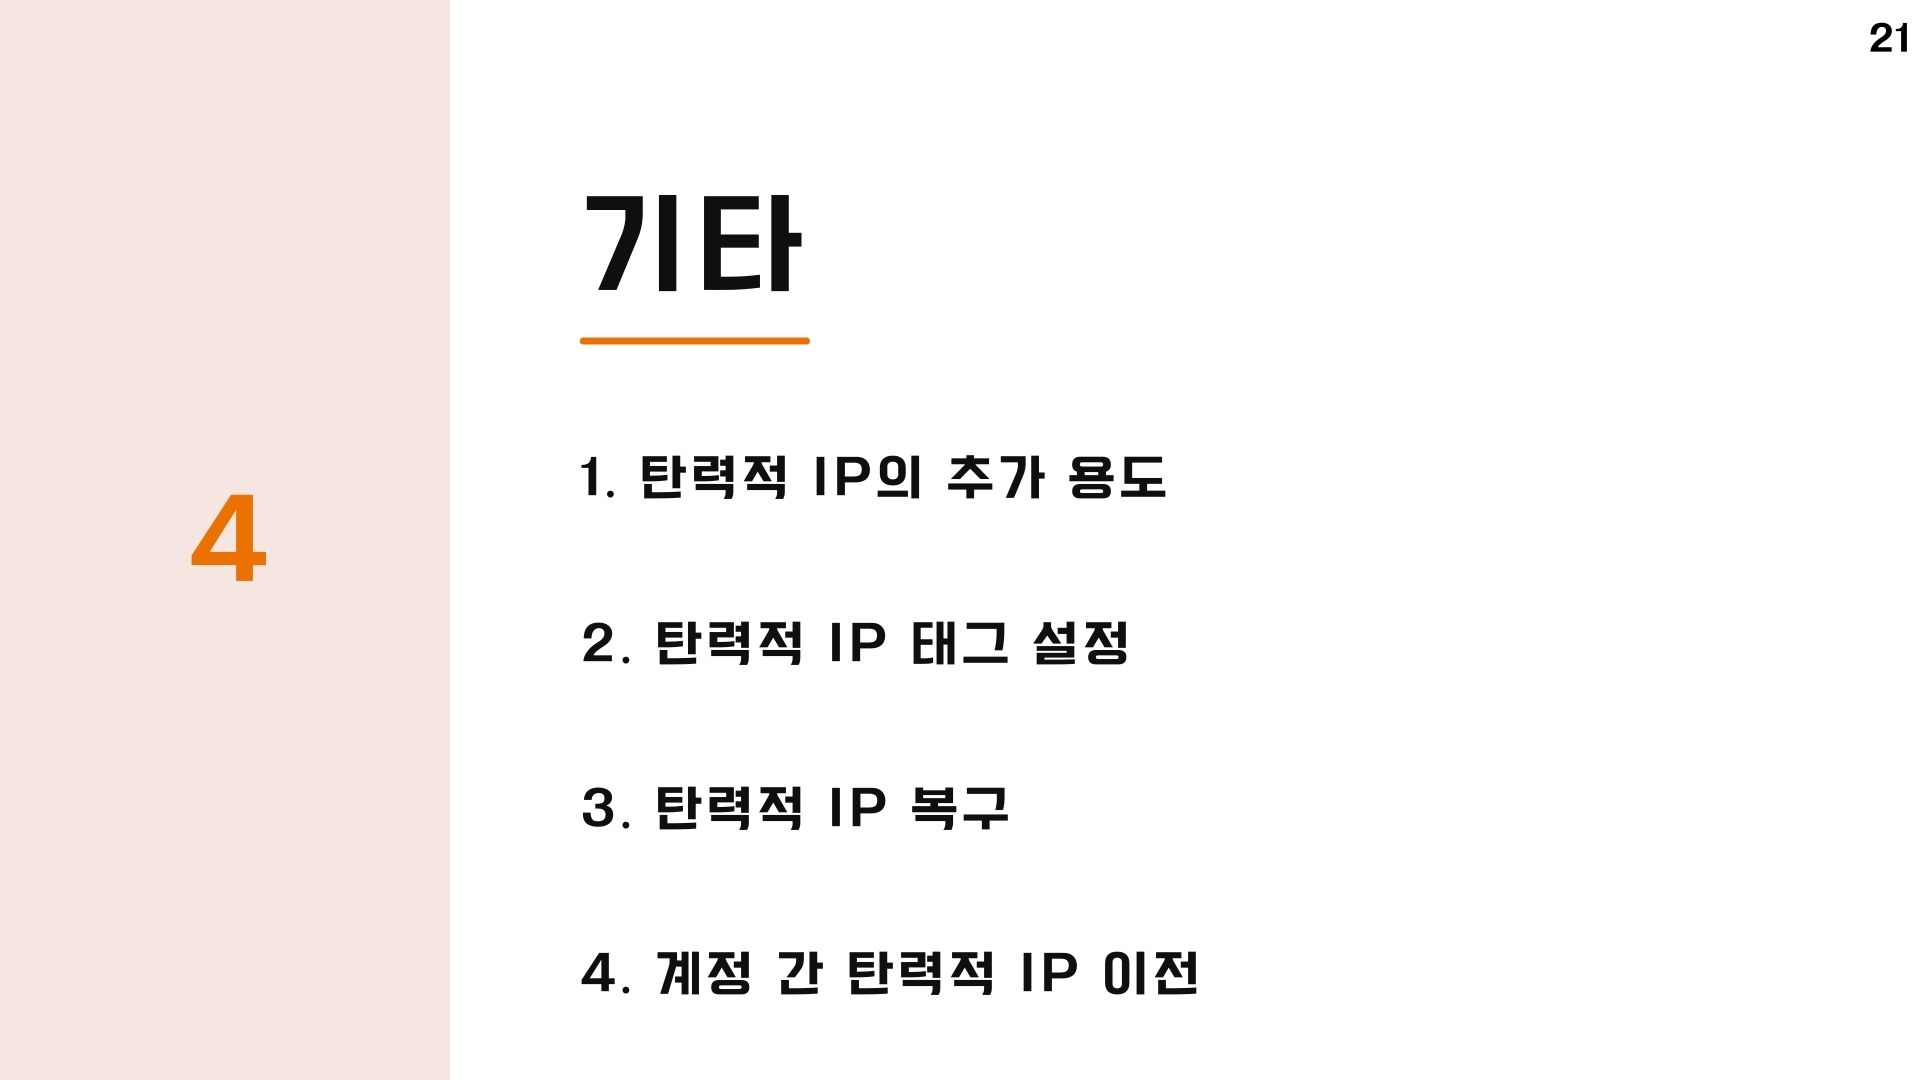 21
4
기타
1. 탄력적 IP의 추가 용도
2. 탄력적 IP 태그 설정
3. 탄력적 IP 복구
4. 계정 간 탄력적 IP 이전